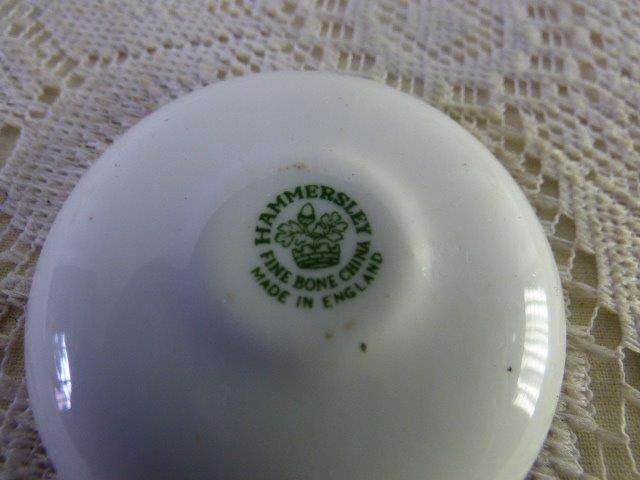 HAMMERSLEY
FINE BONE CHINA
MADE IN ENGLAND